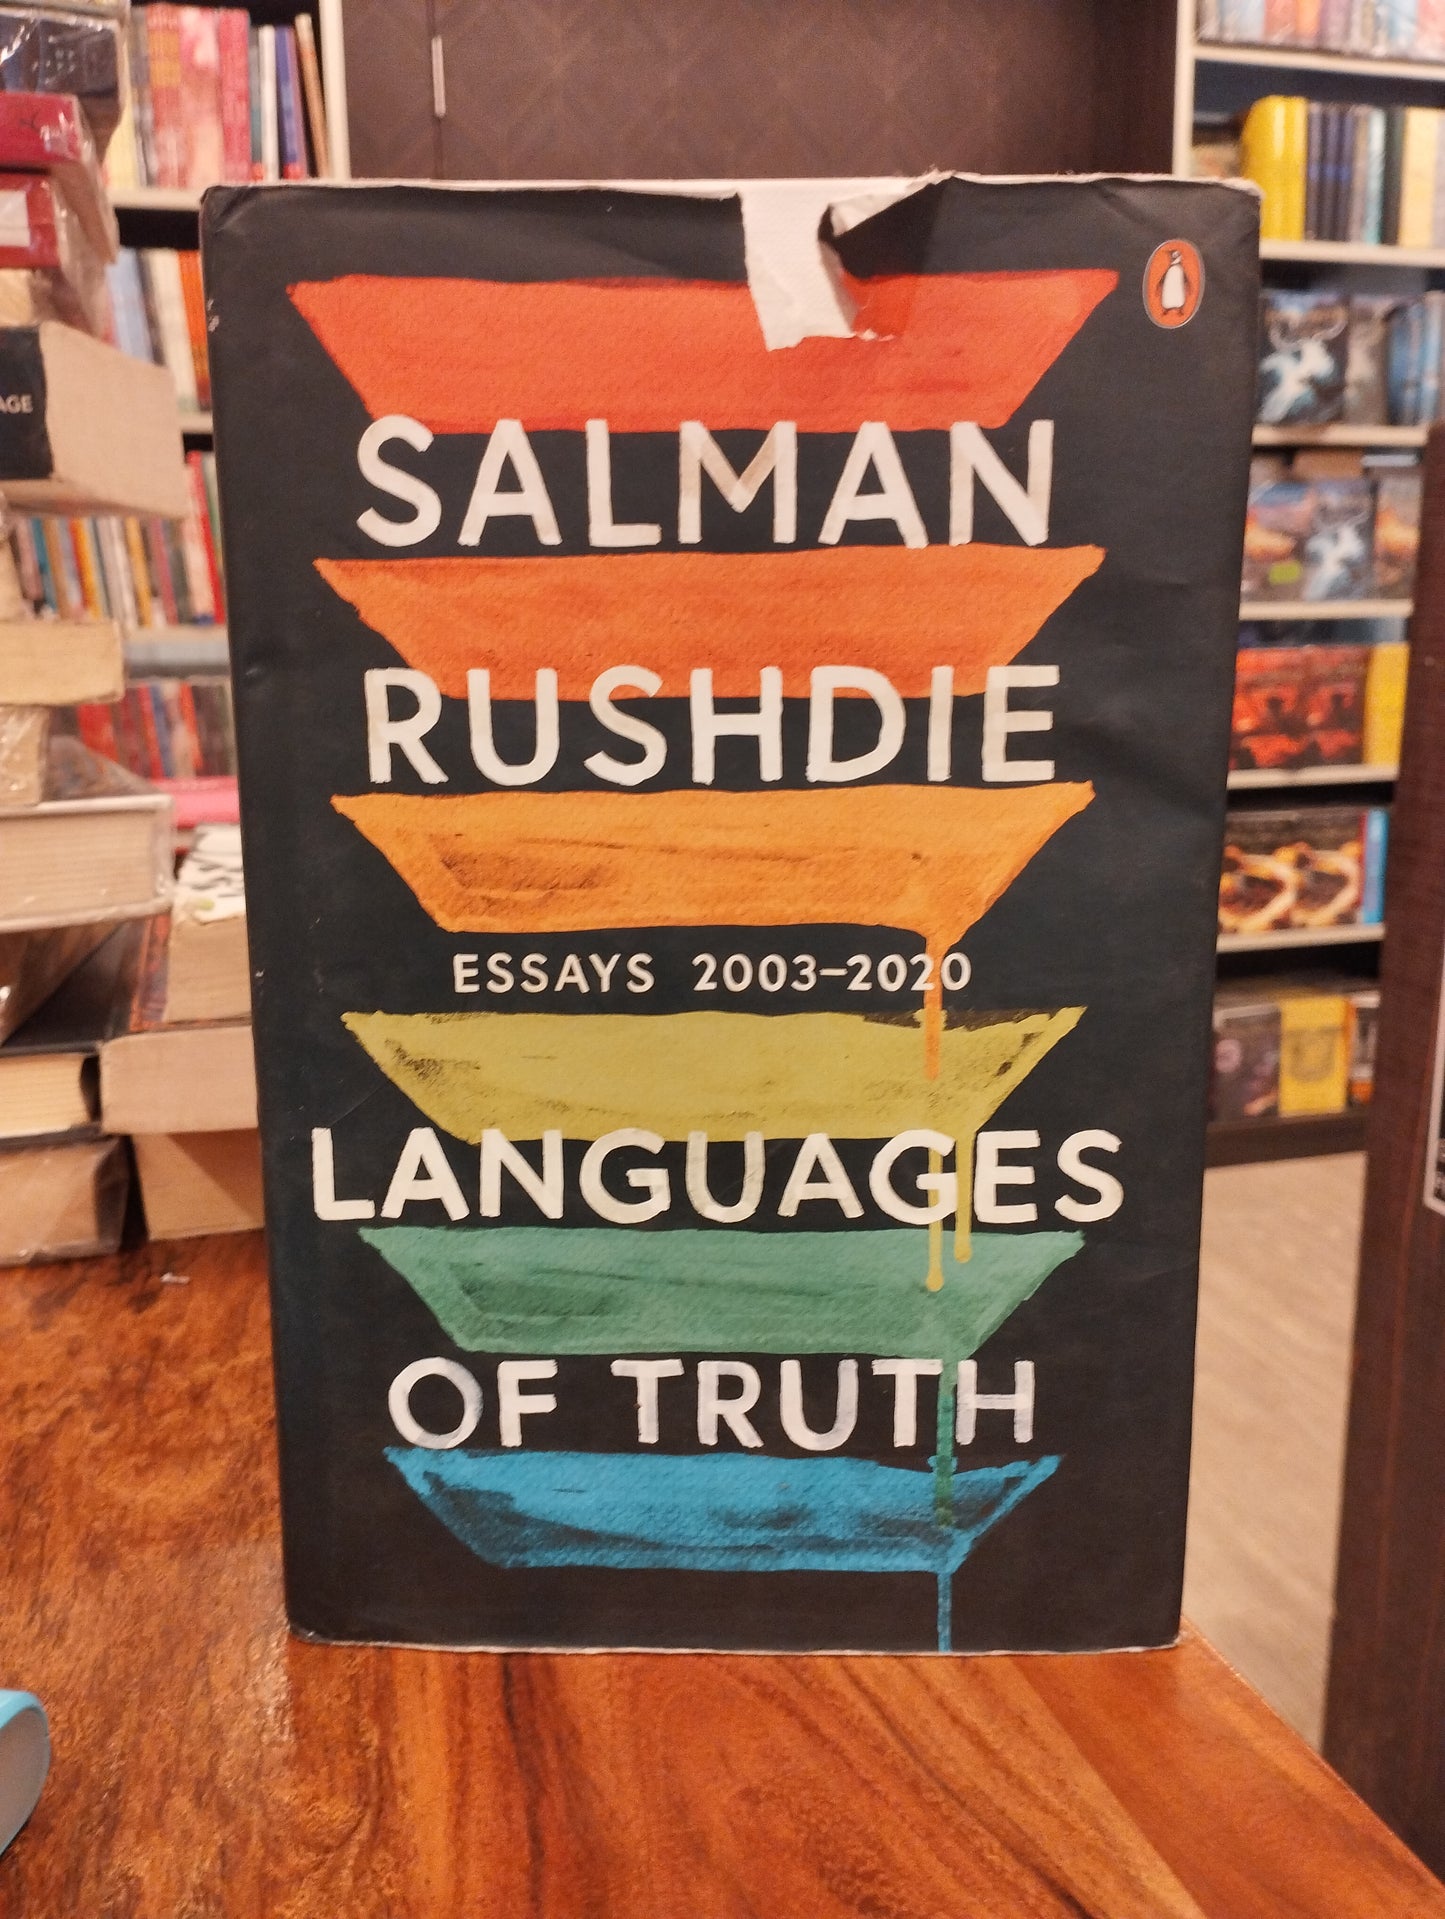 SALMAN
RUSHDIE
ESSAYS 2003–2020
LANGUAGES
OF TRUTH